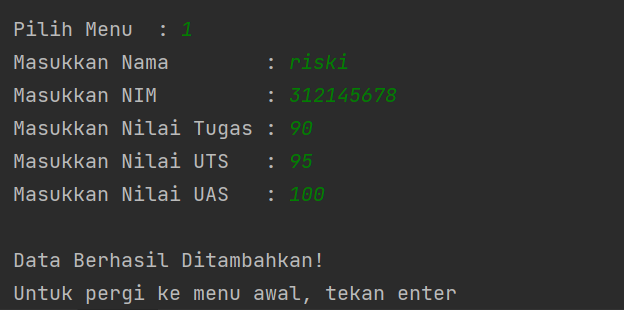 Pilih Menu  : 1
Masukkan Nama        : riski
Masukkan NIM         : 312145678
Masukkan Nilai Tugas : 90
Masukkan Nilai UTS   : 95
Masukkan Nilai UAS   : 100

Data Berhasil Ditambahkan!
Untuk pergi ke menu awal, tekan enter